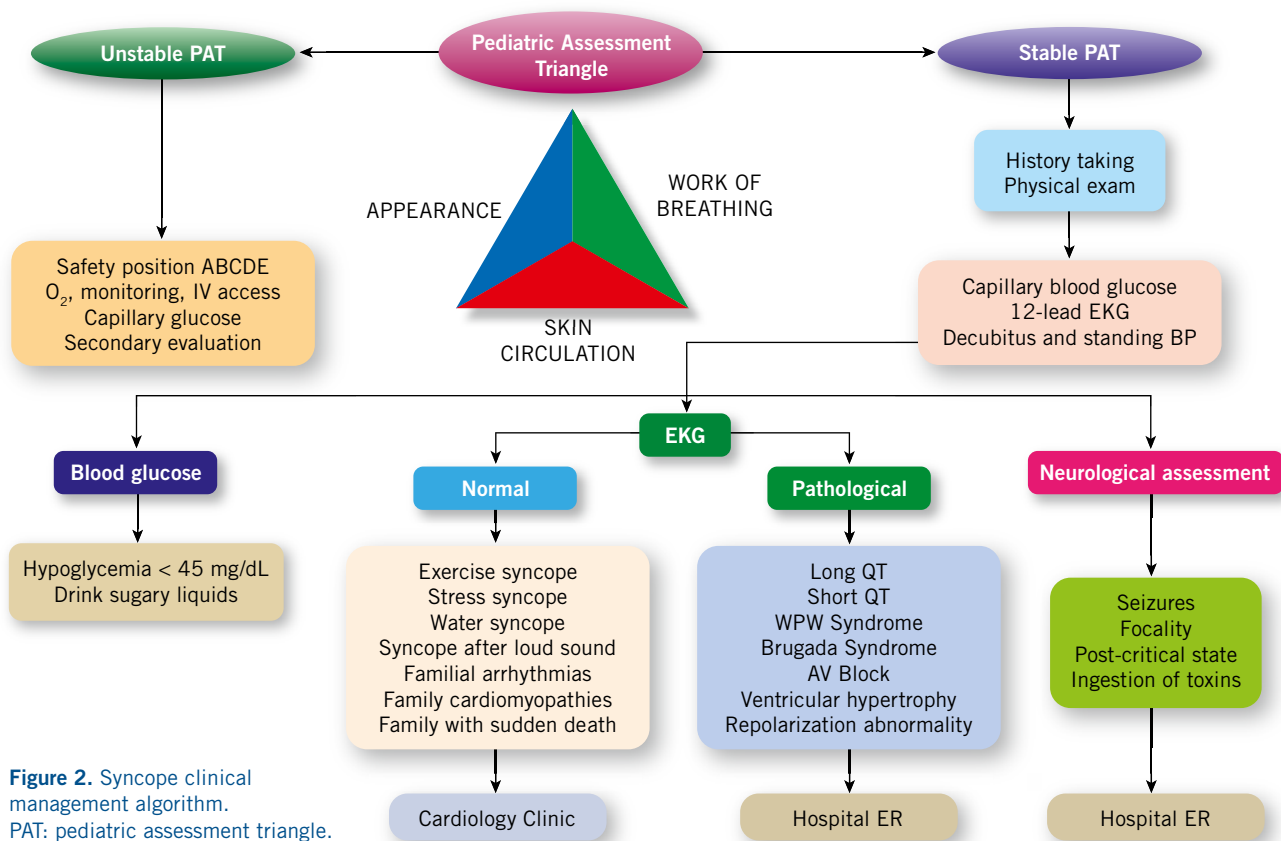 Pediatric Assessment
Triangle
Unstable PAT
Stable PAT
History taking
Physical exam
APPEARANCE
WORK OF
BREATHING
SKIN
CIRCULATION
Safety position ABCDE
O₂, monitoring, IV access
Capillary glucose
Secondary evaluation
Capillary blood glucose
12-lead EKG
Decubitus and standing BP
EKG
Blood glucose
Normal
Pathological
Neurological assessment
Hypoglycemia < 45 mg/dL
Drink sugary liquids
Exercise syncope
Stress syncope
Water syncope
Syncope after loud sound
Familial arrhythmias
Family cardiomyopathies
Family with sudden death
Long QT
Short QT
WPW Syndrome
Brugada Syndrome
AV Block
Ventricular hypertrophy
Repolarization abnormality
Seizures
Focality
Post-critical state
Ingestion of toxins
Cardiology Clinic
Hospital ER
Hospital ER
Figure 2. Syncope clinical
management algorithm.
PAT: pediatric assessment triangle.